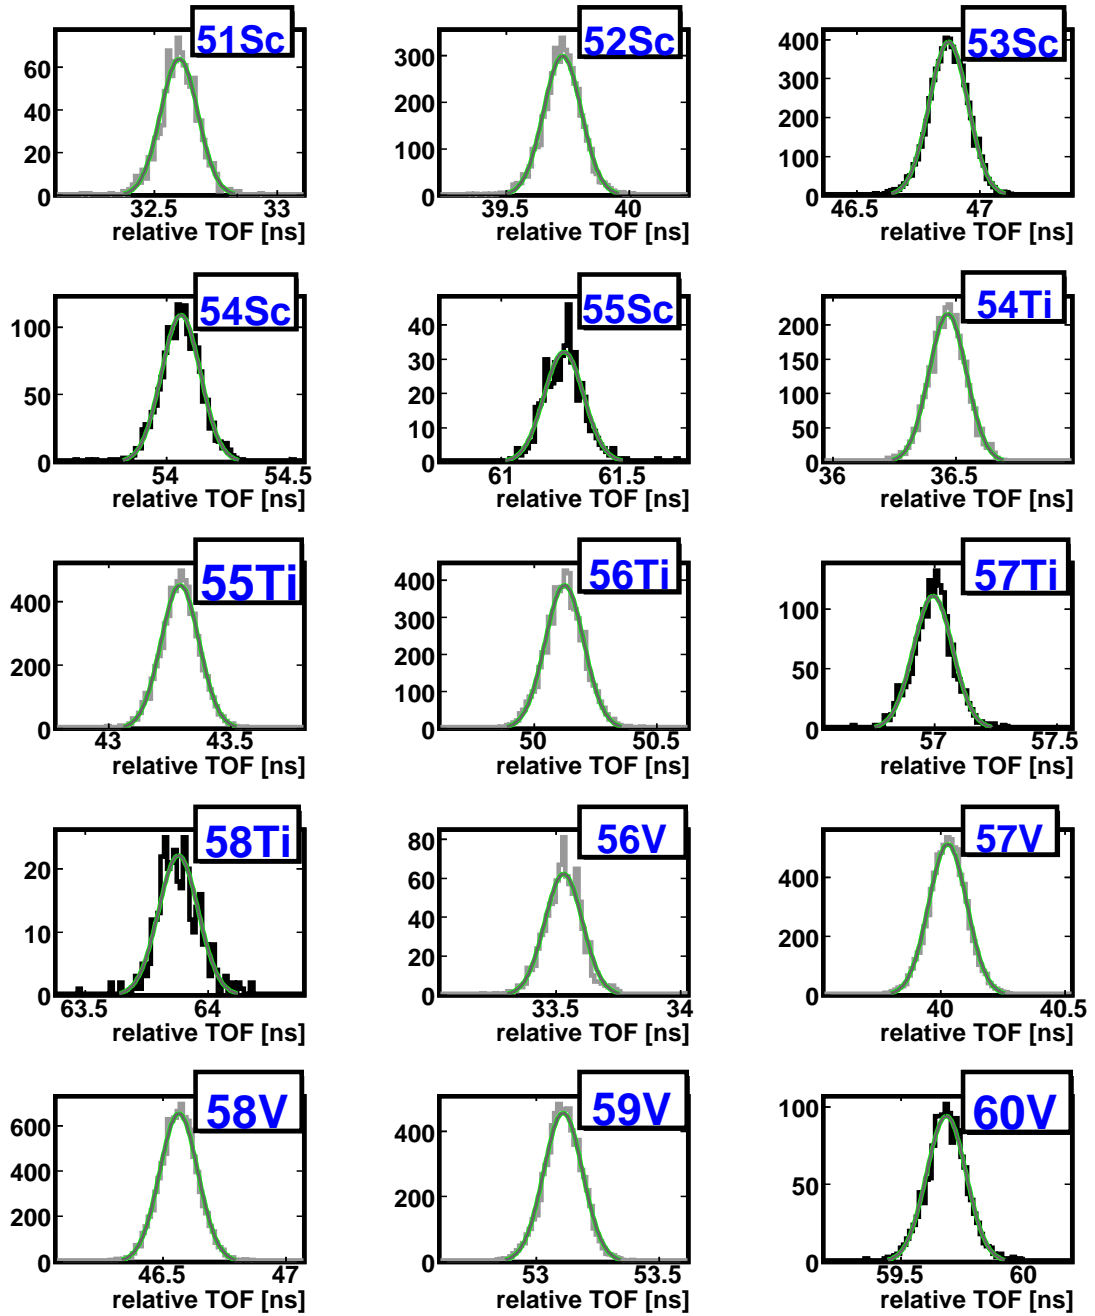 51Sc
60
40
20
0
32.5 33
relative TOF [ns]
52Sc
300
200
100
0
39.5 40
relative TOF [ns]
53Sc
400
300
200
100
0
46.5 47
relative TOF [ns]
54Sc
100
50
0
54 54.5
relative TOF [ns]
55Sc
40
30
20
10
0
61 61.5
relative TOF [ns]
54Ti
200
150
100
50
0
36 36.5
relative TOF [ns]
55Ti
400
200
0
43 43.5
relative TOF [ns]
56Ti
400
300
200
100
0
50 50.5
relative TOF [ns]
57Ti
100
50
0
57 57.5
relative TOF [ns]
58Ti
20
10
0
63.5 64
relative TOF [ns]
56V
80
60
40
20
0
33.5 34
relative TOF [ns]
57V
400
200
0
40 40.5
relative TOF [ns]
58V
600
400
200
0
46.5 47
relative TOF [ns]
59V
400
200
0
53 53.5
relative TOF [ns]
60V
100
50
0
59.5 60
relative TOF [ns]